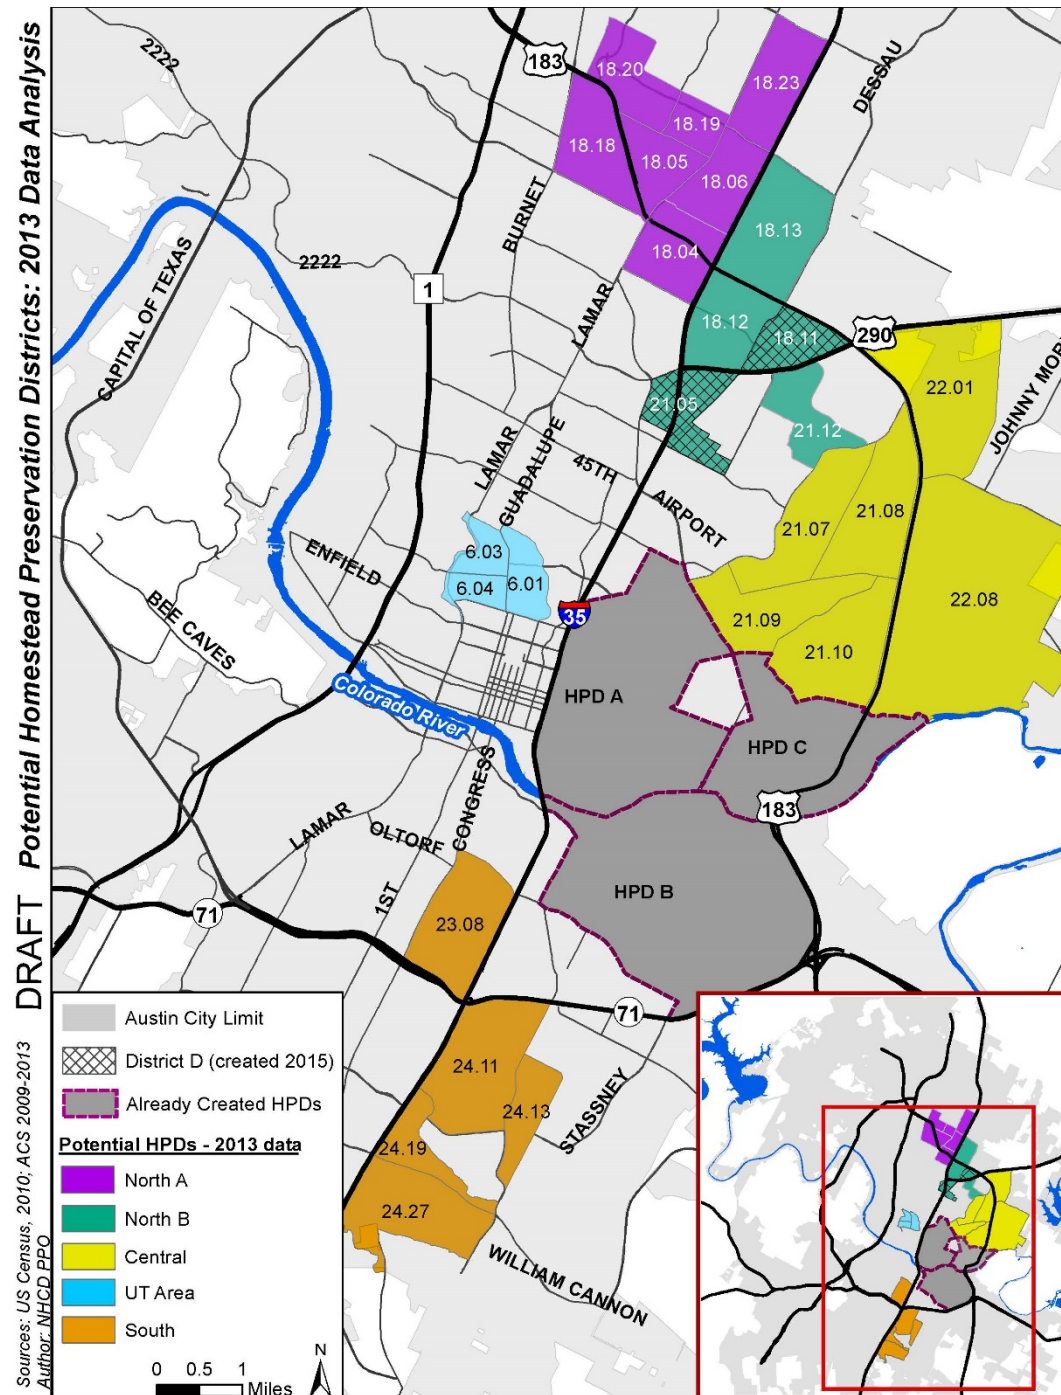 Potential Homestead Preservation Districts: 2013 Data Analysis
DRAFT
Sources: US Census, 2010; ACS 2009-2013
Author: NHCD PPO
2222
183
18.20
18.23
DESSAU
18.19
18.18
18.05
18.06
BURNET
18.13
CAPITAL OF TEXAS
2222
18.04
1
LAMAR
18.12
18.11
290
22.01
JOHNNY MOR
21.05
21.12
LAMAR
GUADALUPE
45TH
AIRPORT
21.07
21.08
ENFIELD
6.03
6.04
6.01
35
22.08
BEE CAVES
21.09
21.10
Colorado River
HPD A
HPD C
183
CONGRESS
LAMAR
OLTORF
1ST
HPD B
71
23.08
71
24.11
24.13
STASSNEY
24.19
24.27
WILLIAM CANNON
Austin City Limit
District D (created 2015)
Already Created HPDs
Potential HPDs - 2013 data
North A
North B
Central
UT Area
South
N
0 0.5 1
Miles